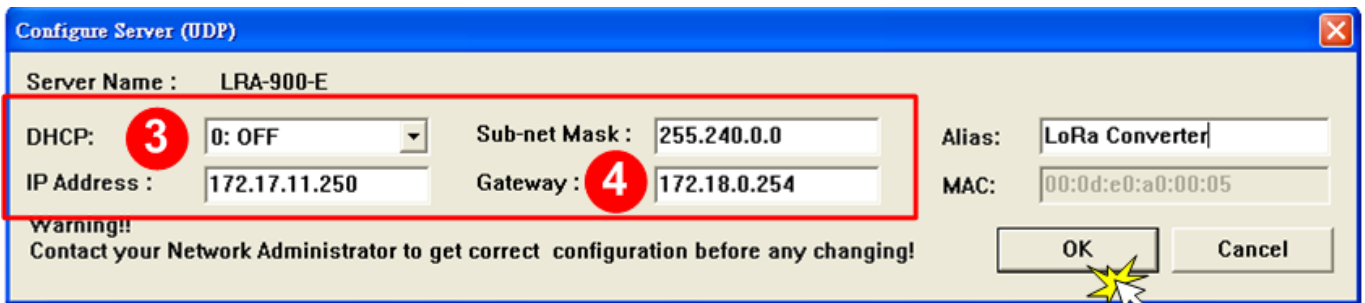 Configure Server (UDP)
Server Name : LRA-900-E
DHCP: 3 0: OFF Sub-net Mask : 255.240.0.0 Alias: LoRa Converter
IP Address : 172.17.11.250 Gateway : 4 172.18.0.254 MAC: 00:0d:e0:a0:00:05
Warning!!
Contact your Network Administrator to get correct configuration before any changing!
OK Cancel